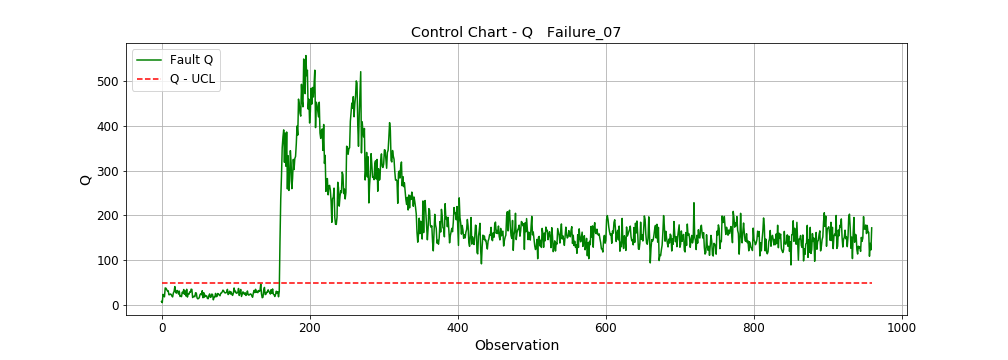 Control Chart - Q   Failure_07
Fault Q
Q - UCL
500
400
300
200
100
0
Q
0 200 400 600 800 1000
Observation